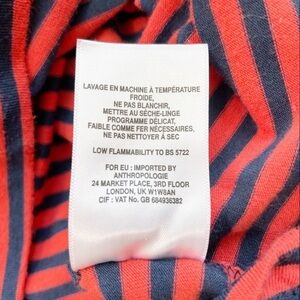 LAVAGE EN MACHINE À TEMPÉRATURE
FROIDE,
NE PAS BLANCHIR,
METTRE AU SÈCHE-LINGE
PROGRAMME DÉLICAT,
FAIBLE COMME FER NÉCESSAIRES,
NE PAS NETTOYER À SEC
LOW FLAMMABILITY TO BS 5722
FOR EU : IMPORTED BY
ANTHROPOLOGIE
24 MARKET PLACE, 3RD FLOOR
LONDON, UK W1W8AN
CIF : VAT No. GB 684936382